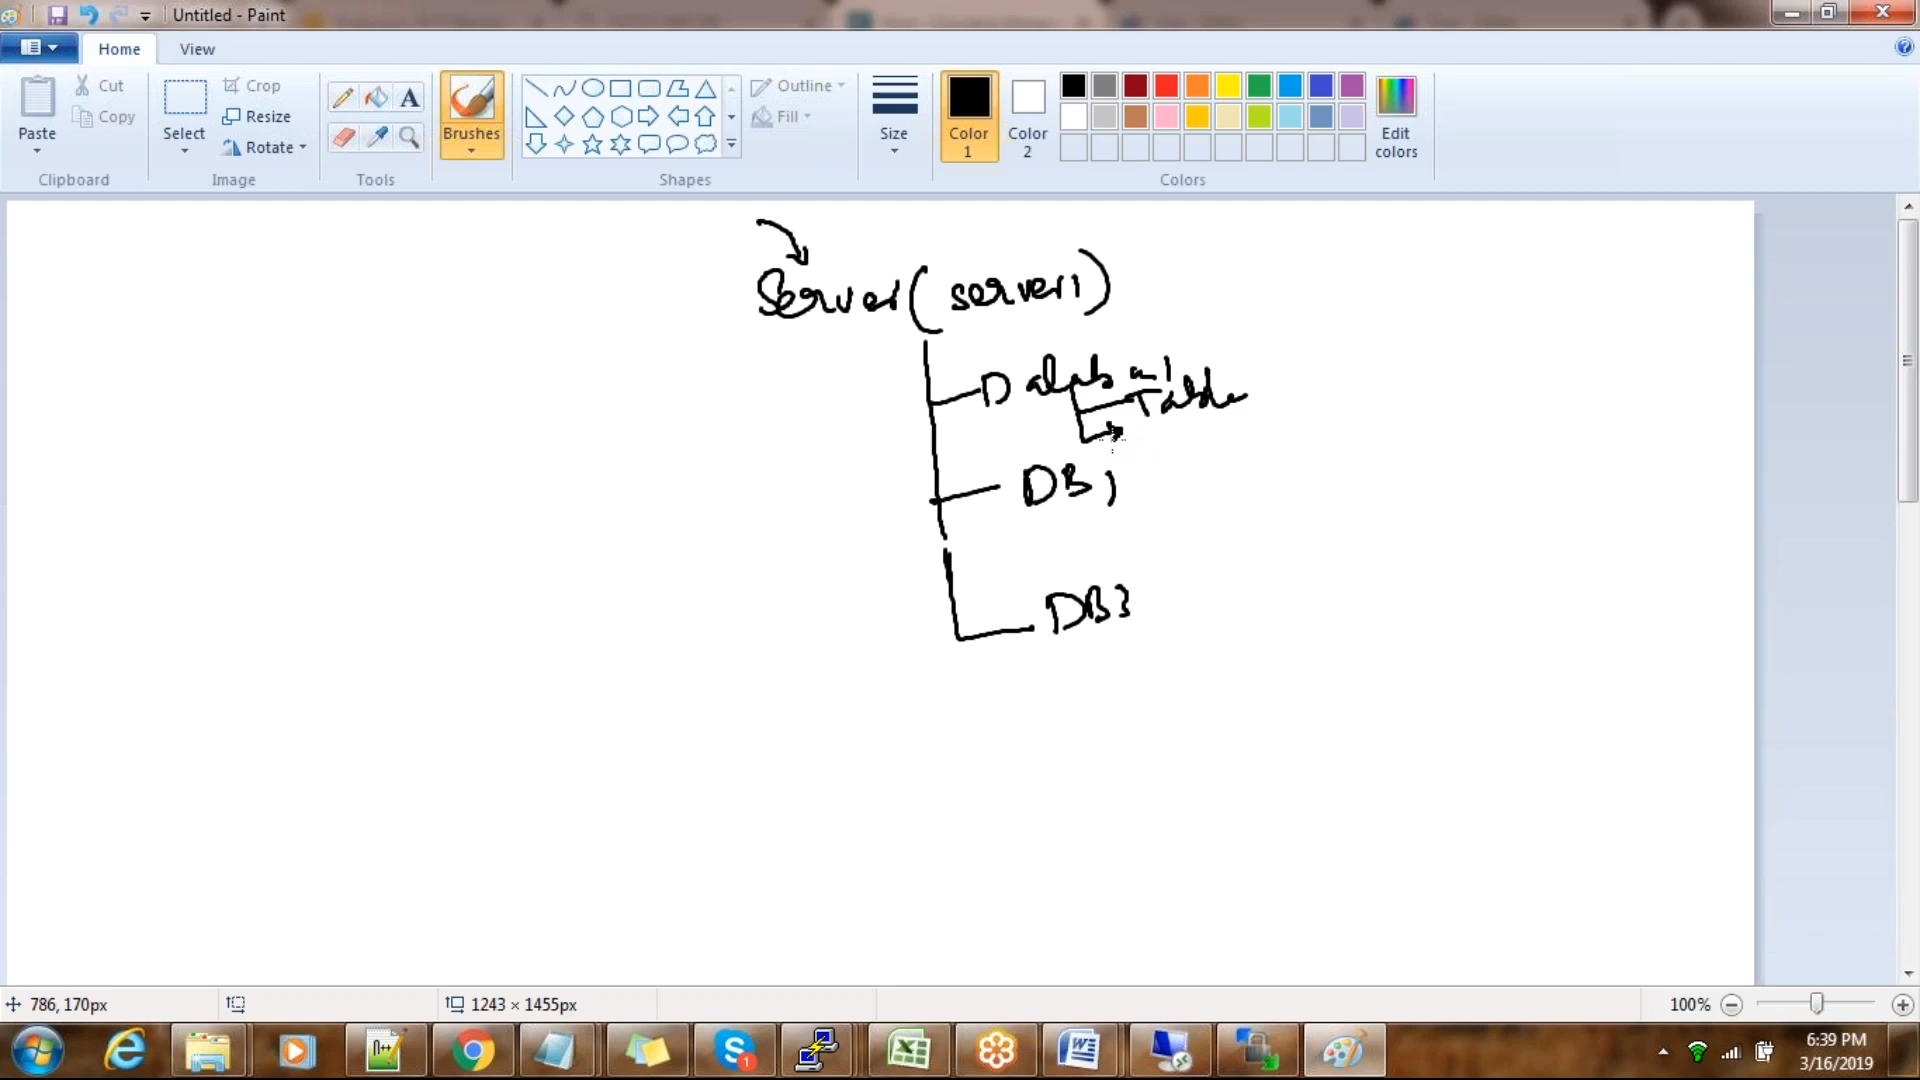 Untitled - Paint
Home View
Paste
Cut
Copy
Clipboard
Select
Crop
Resize
Rotate
Image
Tools
Brushes
Shapes
Outline
Fill
Size
Color 1
Color 2
Edit colors
Colors
Server (server1)
Table
DB
DB3
786, 170px
1243 × 1455px
100%
1
6:39 PM
3/16/2019